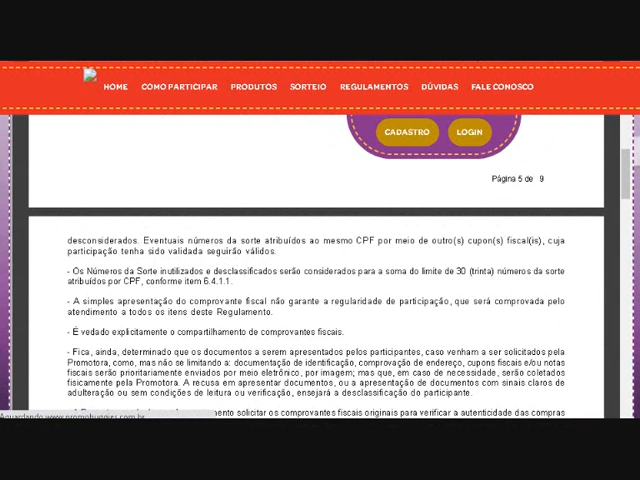 HOME COMO PARTICIPAR PRODUTOS SORTEIO REGULAMENTOS DÚVIDAS FALE CONOSCO
CADASTRO LOGIN
Página 5 de 9
desconsiderados. Eventuais números da sorte atribuídos ao mesmo CPF por meio de outro(s) cupon(s) fiscal(is), cuja
participação tenha sido validada seguirão válidos.
- Os Números da Sorte inutilizados e desclassificados serão considerados para a soma do limite de 30 (trinta) números da sorte
atribuídos por CPF, conforme item 6.4.1.1.
- A simples apresentação do comprovante fiscal não garante a regularidade de participação, que será comprovada pelo
atendimento a todos os itens deste Regulamento.
- É vedado explicitamente o compartilhamento de comprovantes fiscais.
- Fica, ainda, determinado que os documentos a serem apresentados pelos participantes, caso venham a ser solicitados pela
Promotora, como, mas não se limitando a: documentação de identificação, comprovação de endereço, cupons fiscais e/ou notas
fiscais serão prioritariamente enviados por meio eletrônico, por imagem; mas que, em caso de necessidade, serão coletados
fisicamente pela Promotora. A recusa em apresentar documentos, ou a apresentação de documentos com sinais claros de
adulteração ou sem condições de leitura ou verificação, ensejará a desclassificação do participante.
solicitar os comprovantes fiscais originais para verificar a autenticidade das compras
Aguardando